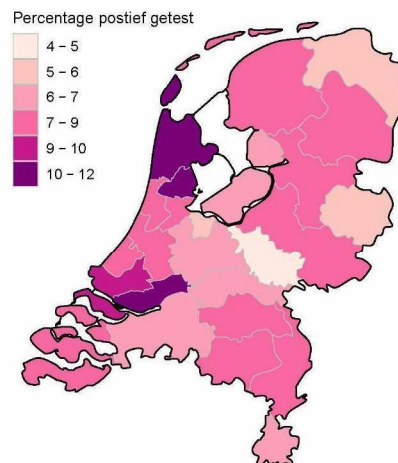 Percentage postief getest
4 – 5
5 – 6
6 – 7
7 – 9
9 – 10
10 – 12